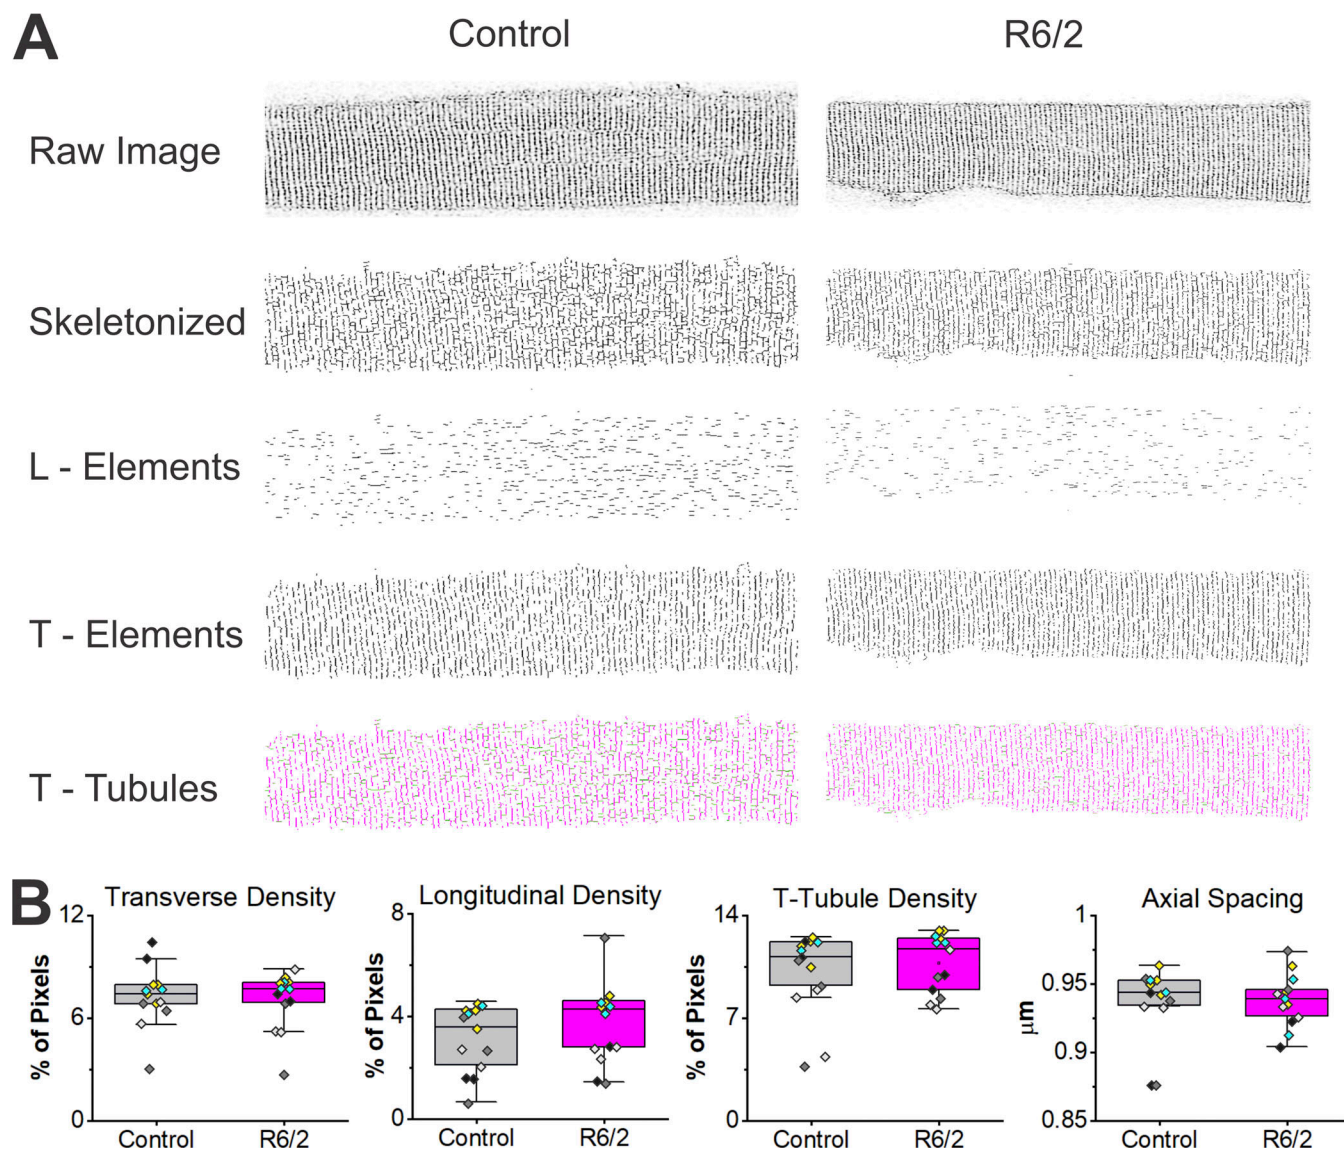 A
Control
R6/2
Raw Image
Skeletonized
L - Elements
T - Elements
T - Tubules
B
Transverse Density
% of Pixels
12
6
0
Control
R6/2
Longitudinal Density
% of Pixels
8
4
0
Control
R6/2
T-Tubule Density
% of Pixels
14
7
0
Control
R6/2
Axial Spacing
μm
1
0.95
0.9
0.85
Control
R6/2